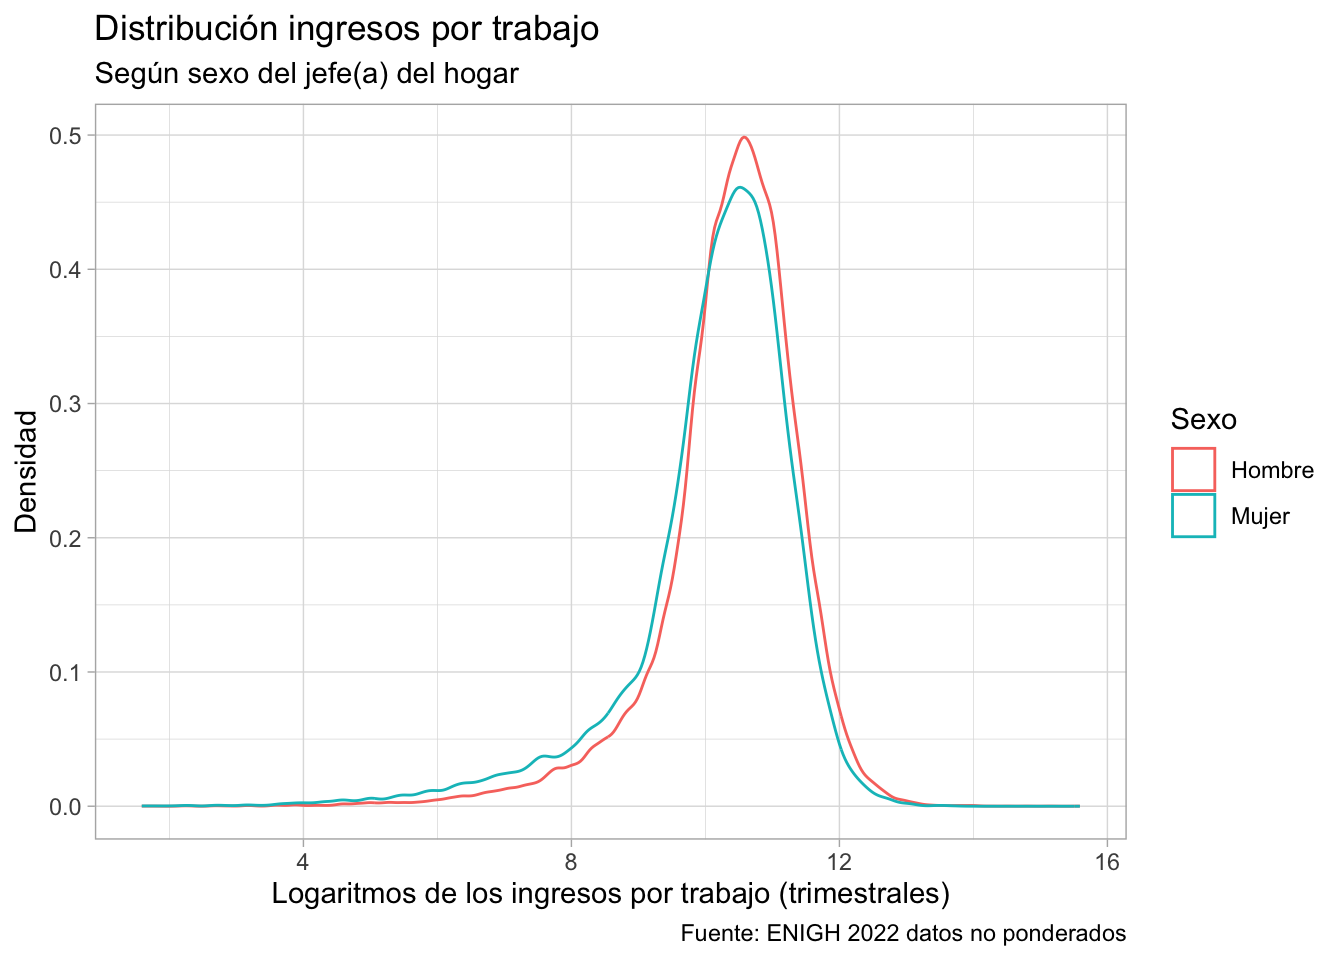 Distribución ingresos por trabajo
Según sexo del jefe(a) del hogar
0.5
0.4
0.3
0.2
0.1
0.0
Densidad
4 8 12 16
Logaritmos de los ingresos por trabajo (trimestrales)
Sexo
Hombre
Mujer
Fuente: ENIGH 2022 datos no ponderados